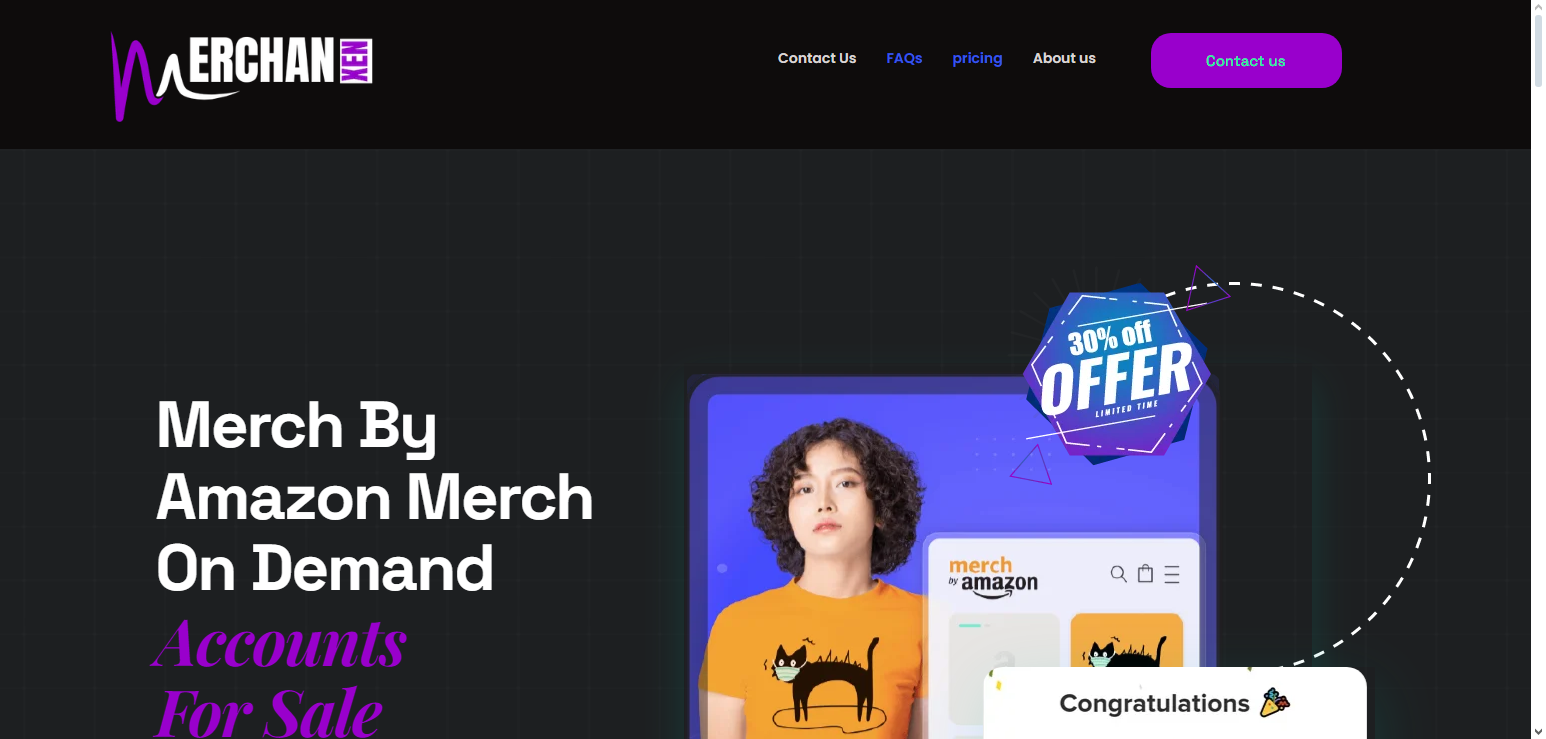 MERCHAN XEN
Contact Us FAQs pricing About us Contact us
30% off
OFFER
LIMITED TIME
Merch By
Amazon Merch
On Demand
Accounts
For Sale
merch
by amazon
a
Congratulations